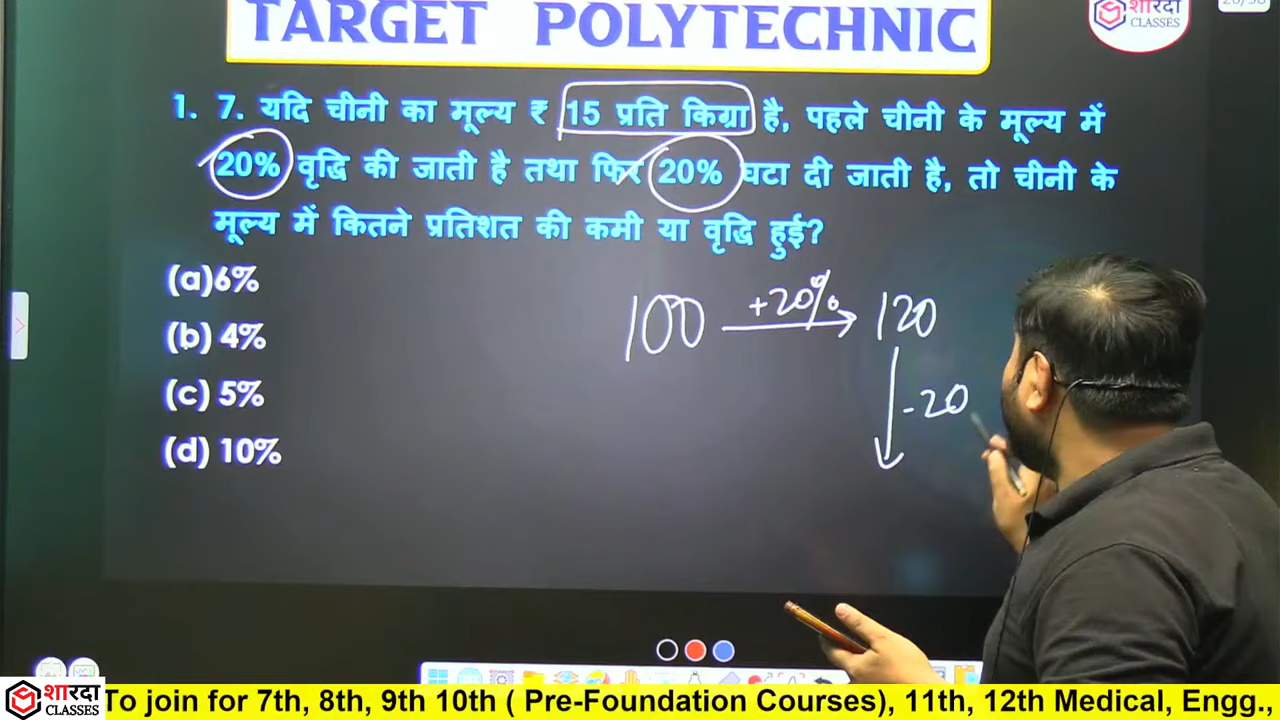 TARGET POLYTECHNIC
शारदा
CLASSES
1. 7. यदि चीनी का मूल्य ₹ 15 प्रति किग्रा है, पहले चीनी के मूल्य में
20% वृद्धि की जाती है तथा फिर 20% घटा दी जाती है, तो चीनी के
मूल्य में कितने प्रतिशत की कमी या वृद्धि हुई?
(a)6%
(b) 4%
(c) 5%
(d) 10%
100 +20% 120
-20
शारदा
CLASSES
To join for 7th, 8th, 9th 10th ( Pre-Foundation Courses), 11th, 12th Medical, Engg.,